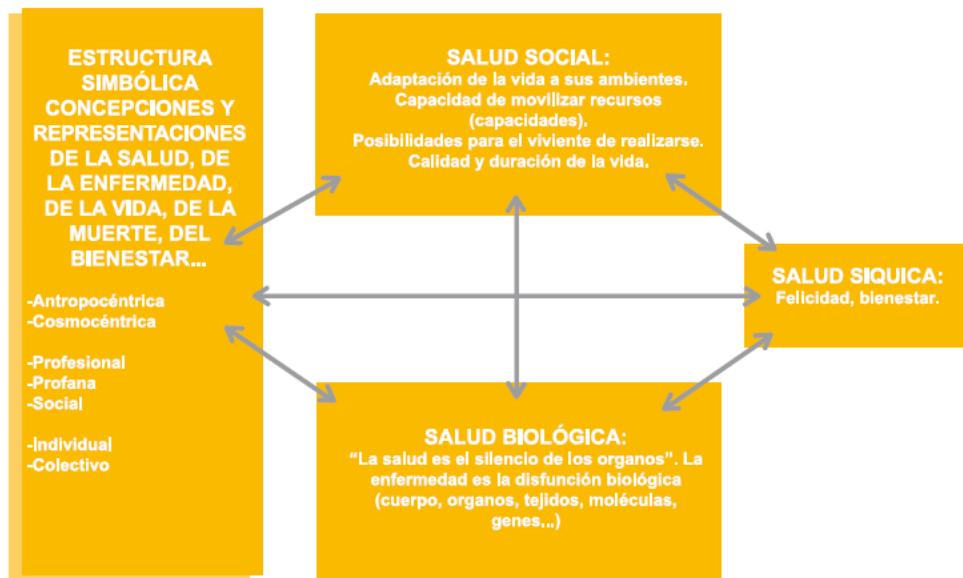 ESTRUCTURA
SIMBÓLICA
CONCEPCIONES Y
REPRESENTACIONES
DE LA SALUD, DE
LA ENFERMEDAD,
DE LA VIDA, DE LA
MUERTE, DEL
BIENESTAR...
-Antropocéntrica
-Cosmocéntrica
-Profesional
-Profana
-Social
-Individual
-Colectivo
SALUD SOCIAL:
Adaptación de la vida a sus ambientes.
Capacidad de movilizar recursos
(capacidades).
Posibilidades para el viviente de realizarse.
Calidad y duración de la vida.
SALUD SIQUICA:
Felicidad, bienestar.
SALUD BIOLÓGICA:
“La salud es el silencio de los organos”. La
enfermedad es la disfunción biológica
(cuerpo, organos, tejidos, moléculas,
genes...)